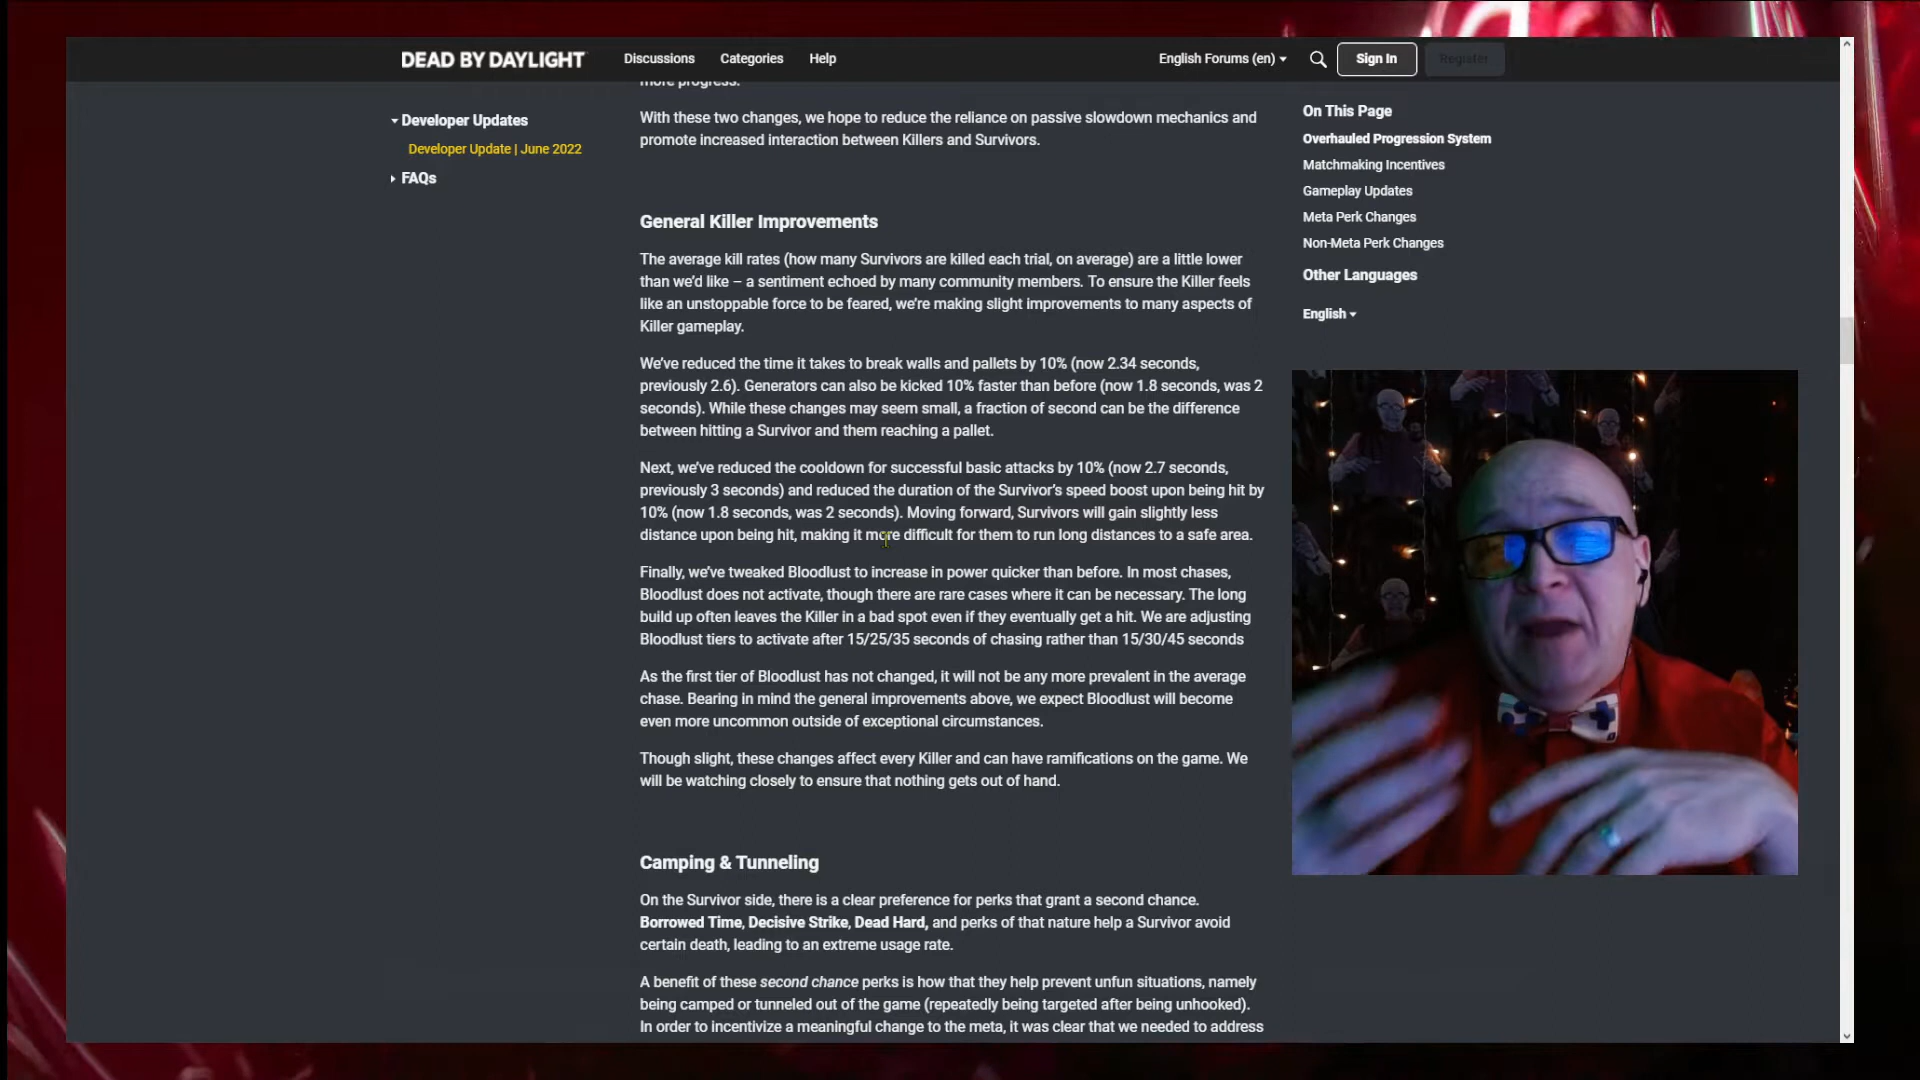 DEAD BY DAYLIGHT
Discussions
Categories
Help
English Forums (en)
Sign In
Register
Developer Updates
Developer Update | June 2022
FAQs
more progress.
With these two changes, we hope to reduce the reliance on passive slowdown mechanics and
promote increased interaction between Killers and Survivors.
General Killer Improvements
The average kill rates (how many Survivors are killed each trial, on average) are a little lower
than we'd like – a sentiment echoed by many community members. To ensure the Killer feels
like an unstoppable force to be feared, we're making slight improvements to many aspects of
Killer gameplay.
We've reduced the time it takes to break walls and pallets by 10% (now 2.34 seconds,
previously 2.6). Generators can also be kicked 10% faster than before (now 1.8 seconds, was 2
seconds). While these changes may seem small, a fraction of second can be the difference
between hitting a Survivor and them reaching a pallet.
Next, we've reduced the cooldown for successful basic attacks by 10% (now 2.7 seconds,
previously 3 seconds) and reduced the duration of the Survivor's speed boost upon being hit by
10% (now 1.8 seconds, was 2 seconds). Moving forward, Survivors will gain slightly less
distance upon being hit, making it more difficult for them to run long distances to a safe area.
Finally, we've tweaked Bloodlust to increase in power quicker than before. In most chases,
Bloodlust does not activate, though there are rare cases where it can be necessary. The long
build up often leaves the Killer in a bad spot even if they eventually get a hit. We are adjusting
Bloodlust tiers to activate after 15/25/35 seconds of chasing rather than 15/30/45 seconds
As the first tier of Bloodlust has not changed, it will not be any more prevalent in the average
chase. Bearing in mind the general improvements above, we expect Bloodlust will become
even more uncommon outside of exceptional circumstances.
Though slight, these changes affect every Killer and can have ramifications on the game. We
will be watching closely to ensure that nothing gets out of hand.
Camping & Tunneling
On the Survivor side, there is a clear preference for perks that grant a second chance.
Borrowed Time, Decisive Strike, Dead Hard, and perks of that nature help a Survivor avoid
certain death, leading to an extreme usage rate.
A benefit of these second chance perks is how that they help prevent unfun situations, namely
being camped or tunneled out of the game (repeatedly being targeted after being unhooked).
In order to incentivize a meaningful change to the meta, it was clear that we needed to address
On This Page
Overhauled Progression System
Matchmaking Incentives
Gameplay Updates
Meta Perk Changes
Non-Meta Perk Changes
Other Languages
English